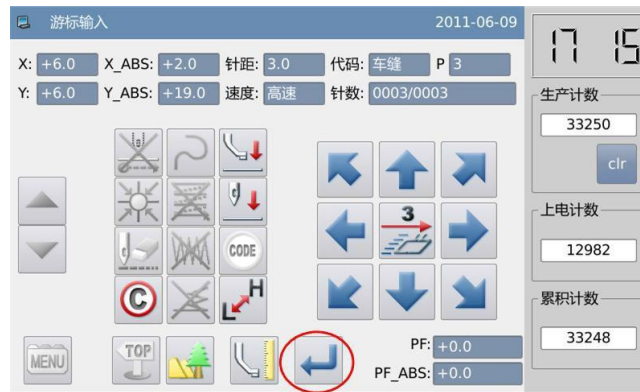 游标输入 2011-06-09
17 15
X: +6.0 X_ABS: +2.0 针距: 3.0 代码: 车缝 P 3
Y: +6.0 Y_ABS: +19.0 速度: 高速 针数: 0003/0003
生产计数
33250
clr
上电计数
12982
累积计数
33248
3
CODE
C
L H
MENU
TOP
PF: +0.0
PF_ABS: +0.0